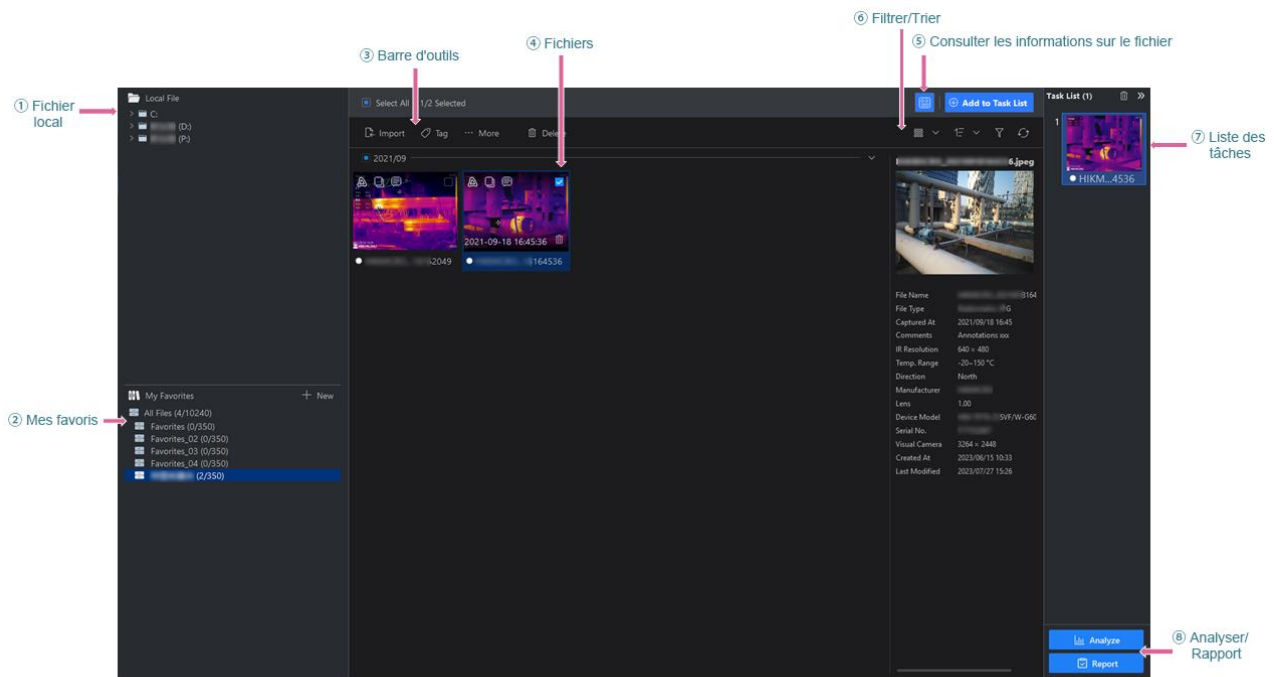 ⑥ Filtrer/Trier
④ Fichiers
⑤ Consulter les informations sur le fichier
③ Barre d'outils
① Fichier
local
Local File
C:
(D:)
(P:)
Select All
1/2 Selected
Add to Task List
Task List (1)
Import
Tag
More
Delete
2021/09
6.jpeg
1
HIKM...4536
⑦ Liste des
tâches
2021-09-18 16:45:36
2049
164536
File Name
File Type
Captured At 2021/09/18 16:45
Comments Annotations xxx
IR Resolution 640 × 480
Temp. Range -20~150 °C
Direction North
Manufacturer
Lens 1.00
Device Model SVF/W-G60
Serial No.
Visual Camera 3264 × 2448
Created At 2023/06/15 10:33
Last Modified 2023/07/27 15:26
My Favorites
New
② Mes favoris
All Files (4/10240)
Favorites (0/350)
Favorites_02 (0/350)
Favorites_03 (0/350)
Favorites_04 (0/350)
(2/350)
Analyze
Report
⑧ Analyser/
Rapport